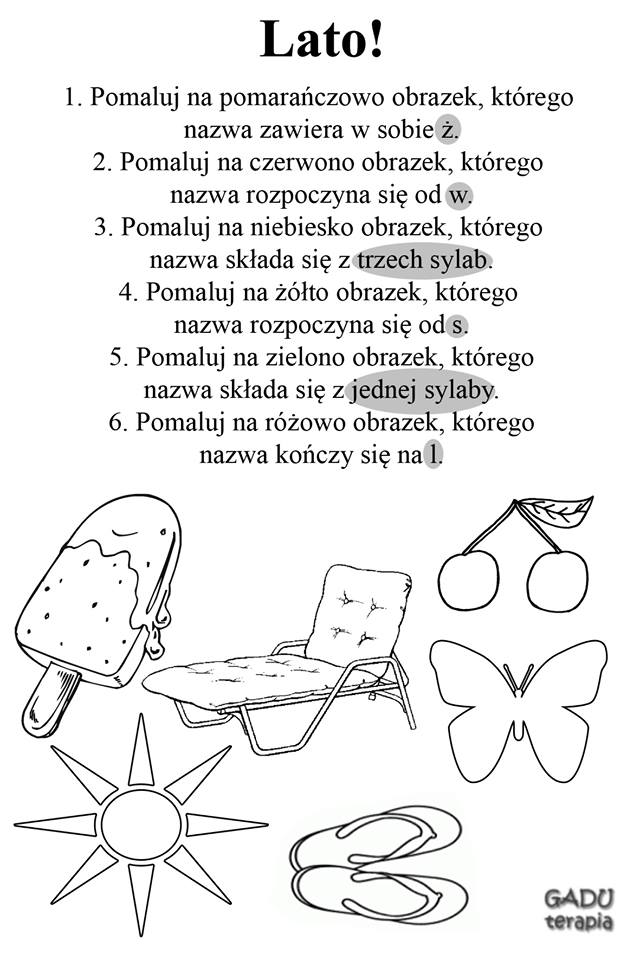 Lato!
1. Pomaluj na pomarańczowo obrazek, którego
nazwa zawiera w sobie ż.
2. Pomaluj na czerwono obrazek, którego
nazwa rozpoczyna się od w.
3. Pomaluj na niebiesko obrazek, którego
nazwa składa się z trzech sylab.
4. Pomaluj na żółto obrazek, którego
nazwa rozpoczyna się od s.
5. Pomaluj na zielono obrazek, którego
nazwa składa się z jednej sylaby.
6. Pomaluj na różowo obrazek, którego
nazwa kończy się na l.
GADU
terapia